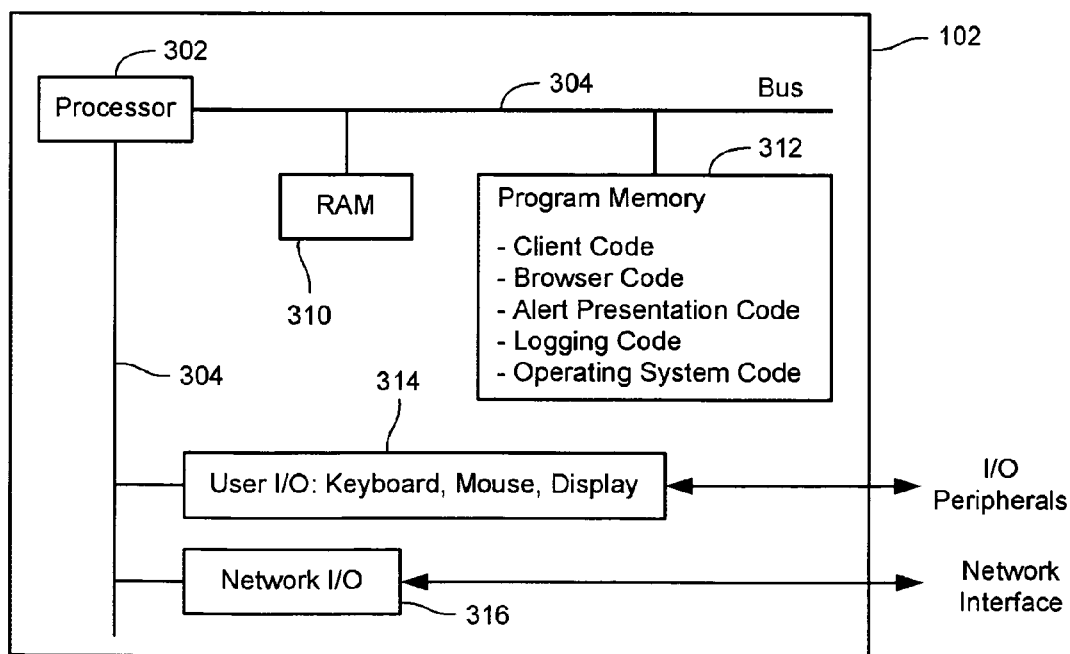 102
302
Processor
304
Bus
312
RAM
310
Program Memory
- Client Code
- Browser Code
- Alert Presentation Code
- Logging Code
- Operating System Code
304
314
User I/O: Keyboard, Mouse, Display
I/O
Peripherals
Network I/O
316
Network
Interface